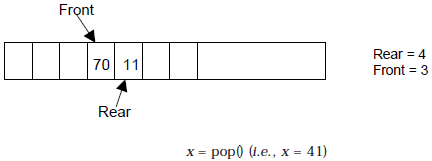 Front
70 11
Rear = 4
Front = 3
Rear
x = pop() (i.e., x = 41)